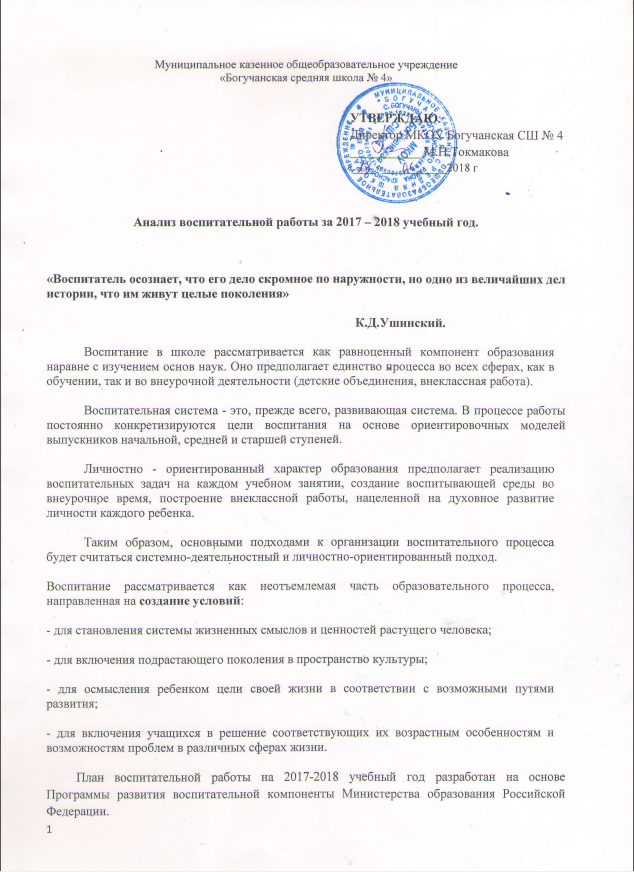 Муниципальное казенное общеобразовательное учреждение
«Богучанская средняя школа № 4»
УТВЕРЖДАЮ:
Директор МКОУ Богучанская СШ № 4
М.П.Токмакова
2018 г
Анализ воспитательной работы за 2017 – 2018 учебный год.
«Воспитатель осознает, что его дело скромное по наружности, но одно из величайших дел
истории, что им живут целые поколения»
К.Д.Ушинский.
Воспитание в школе рассматривается как равноценный компонент образования
наравне с изучением основ наук. Оно предполагает единство процесса во всех сферах, как в
обучении, так и во внеурочной деятельности (детские объединения, внеклассная работа).
Воспитательная система - это, прежде всего, развивающая система. В процессе работы
постоянно конкретизируются цели воспитания на основе ориентировочных моделей
выпускников начальной, средней и старшей ступеней.
Личностно - ориентированный характер образования предполагает реализацию
воспитательных задач на каждом учебном занятии, создание воспитывающей среды во
внеурочное время, построение внеклассной работы, нацеленной на духовное развитие
личности каждого ребенка.
Таким образом, основными подходами к организации воспитательного процесса
будет считаться системно-деятельностный и личностно-ориентированный подход.
Воспитание рассматривается как неотъемлемая часть образовательного процесса,
направленная на создание условий:
- для становления системы жизненных смыслов и ценностей растущего человека;
- для включения подрастающего поколения в пространство культуры;
- для осмысления ребенком цели своей жизни в соответствии с возможными путями
развития;
- для включения учащихся в решение соответствующих их возрастным особенностям и
возможностям проблем в различных сферах жизни.
План воспитательной работы на 2017-2018 учебный год разработан на основе
Программы развития воспитательной компоненты Министерства образования Российской
Федерации.
1